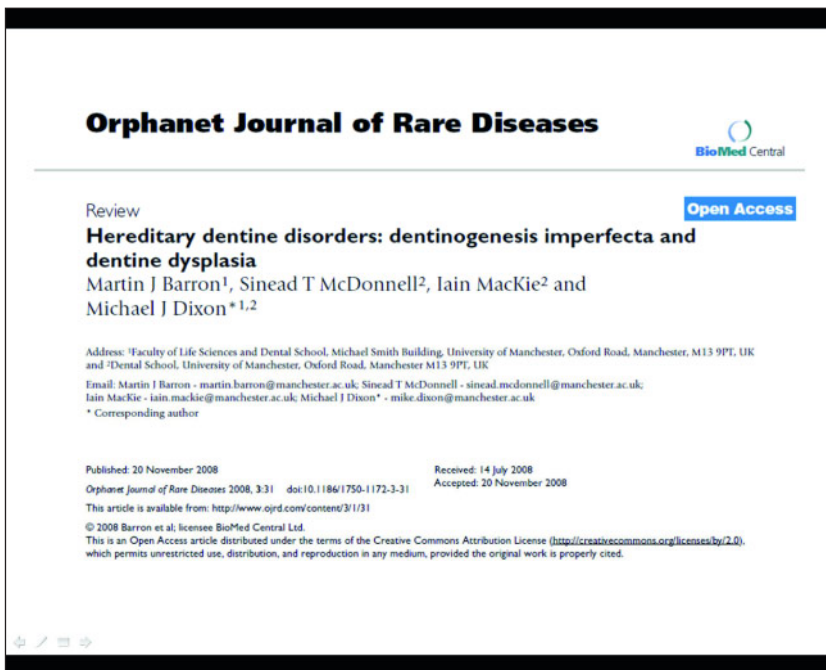 Orphanet Journal of Rare Diseases
BioMed Central
Review
Open Access
Hereditary dentine disorders: dentinogenesis imperfecta and
dentine dysplasia
Martin J Barron¹, Sinead T McDonnell², Iain MacKie² and
Michael J Dixon*¹,²
Address: ¹Faculty of Life Sciences and Dental School, Michael Smith Building, University of Manchester, Oxford Road, Manchester, M13 9PT, UK
and ²Dental School, University of Manchester, Oxford Road, Manchester M13 9PT, UK
Email: Martin J Barron - martin.barron@manchester.ac.uk; Sinead T McDonnell - sinead.mcdonnell@manchester.ac.uk;
Iain MacKie - iain.mackie@manchester.ac.uk; Michael J Dixon* - mike.dixon@manchester.ac.uk
* Corresponding author
Published: 20 November 2008
Received: 14 July 2008
Accepted: 20 November 2008
Orphanet Journal of Rare Diseases 2008, 3:31 doi:10.1186/1750-1172-3-31
This article is available from: http://www.ojrd.com/content/3/1/31
© 2008 Barron et al; licensee BioMed Central Ltd.
This is an Open Access article distributed under the terms of the Creative Commons Attribution License (http://creativecommons.org/licenses/by/2.0),
which permits unrestricted use, distribution, and reproduction in any medium, provided the original work is properly cited.